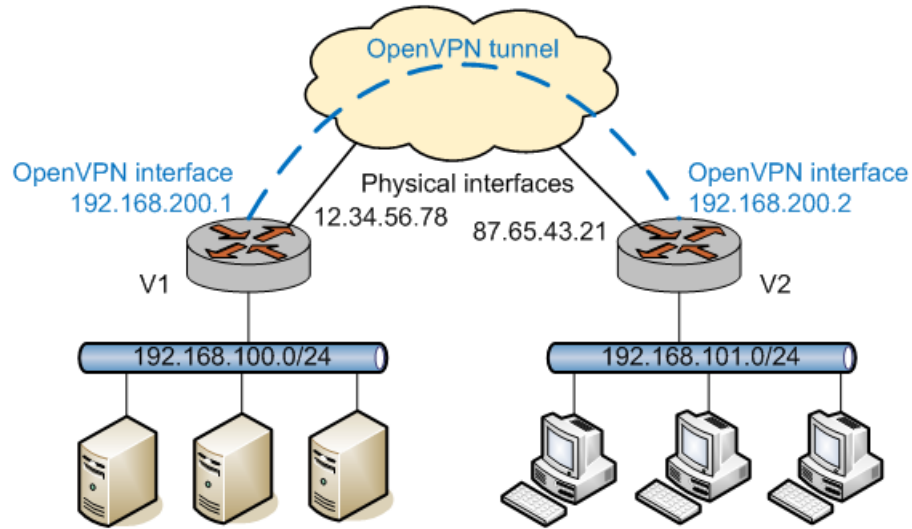 OpenVPN tunnel
OpenVPN interface
192.168.200.1
Physical interfaces
12.34.56.78
87.65.43.21
OpenVPN interface
192.168.200.2
V1
V2
192.168.100.0/24
192.168.101.0/24